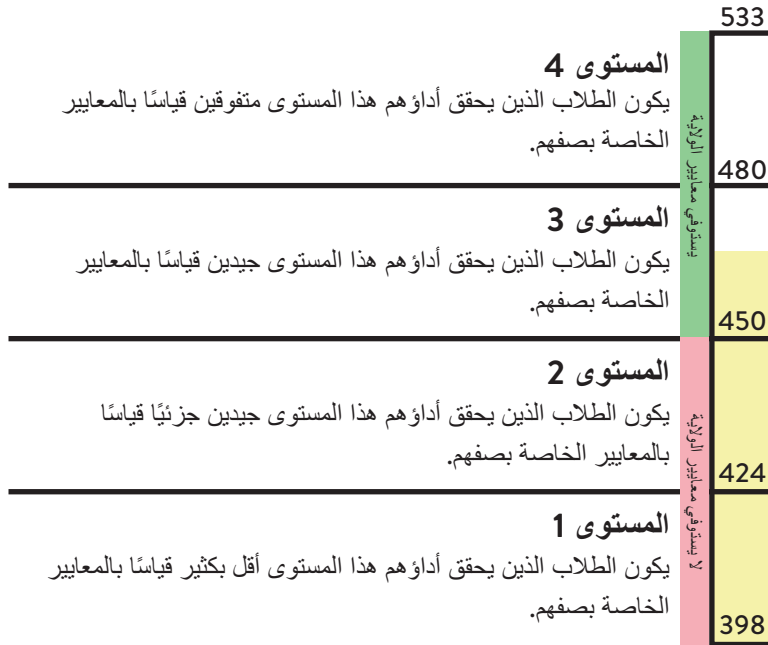 533
المستوى 4
يكون الطلاب الذين يحقق أداؤهم هذا المستوى متفوقين قياسًا بالمعايير
الخاصة بصفهم.
480
المستوى 3
يكون الطلاب الذين يحقق أداؤهم هذا المستوى جيدين قياسًا بالمعايير
الخاصة بصفهم.
450
يستوفي معايير الولاية
المستوى 2
يكون الطلاب الذين يحقق أداؤهم هذا المستوى جيدين جزئيًا قياسًا
بالمعايير الخاصة بصفهم.
424
المستوى 1
يكون الطلاب الذين يحقق أداؤهم هذا المستوى أقل بكثير قياسًا بالمعايير
الخاصة بصفهم.
398
لا يستوفي معايير الولاية